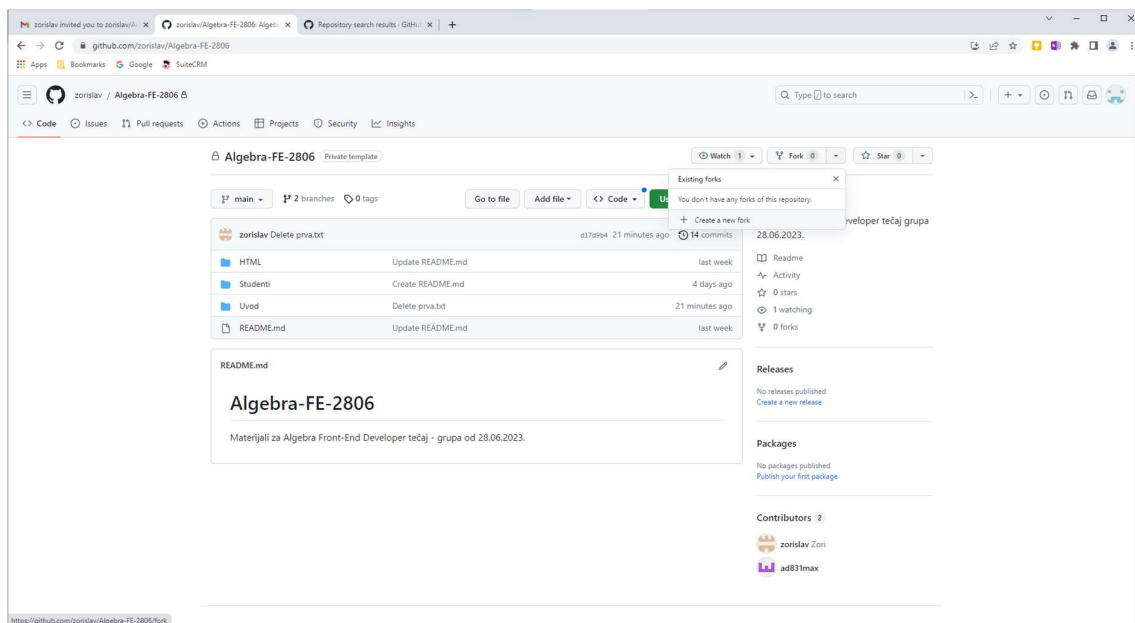 zorislav invited you to zorislav/Al
zorislav/Algebra-FE-2806: Algeb
Repository search results · GitHu
github.com/zorislav/Algebra-FE-2806
Apps Bookmarks Google SuiteCRM
zorislav / Algebra-FE-2806
Type / to search
Code Issues Pull requests Actions Projects Security Insights
Algebra-FE-2806 Private template
Watch 1 Fork 0 Star 0
Existing forks
You don't have any forks of this repository.
+ Create a new fork
main 2 branches 0 tags Go to file Add file <> Code
eveloper tečaj grupa
28.06.2023.
zorislav Delete prva.txt d17d9b4 21 minutes ago 14 commits
HTML Update README.md last week
Studenti Create README.md 4 days ago
Uvod Delete prva.txt 21 minutes ago
README.md Update README.md last week
Readme
Activity
0 stars
1 watching
0 forks
README.md
Algebra-FE-2806
Materijali za Algebra Front-End Developer tečaj - grupa od 28.06.2023.
Releases
No releases published
Create a new release
Packages
No packages published
Publish your first package
Contributors 2
zorislav Zori
ad831max
https://github.com/zorislav/Algebra-FE-2806/fork